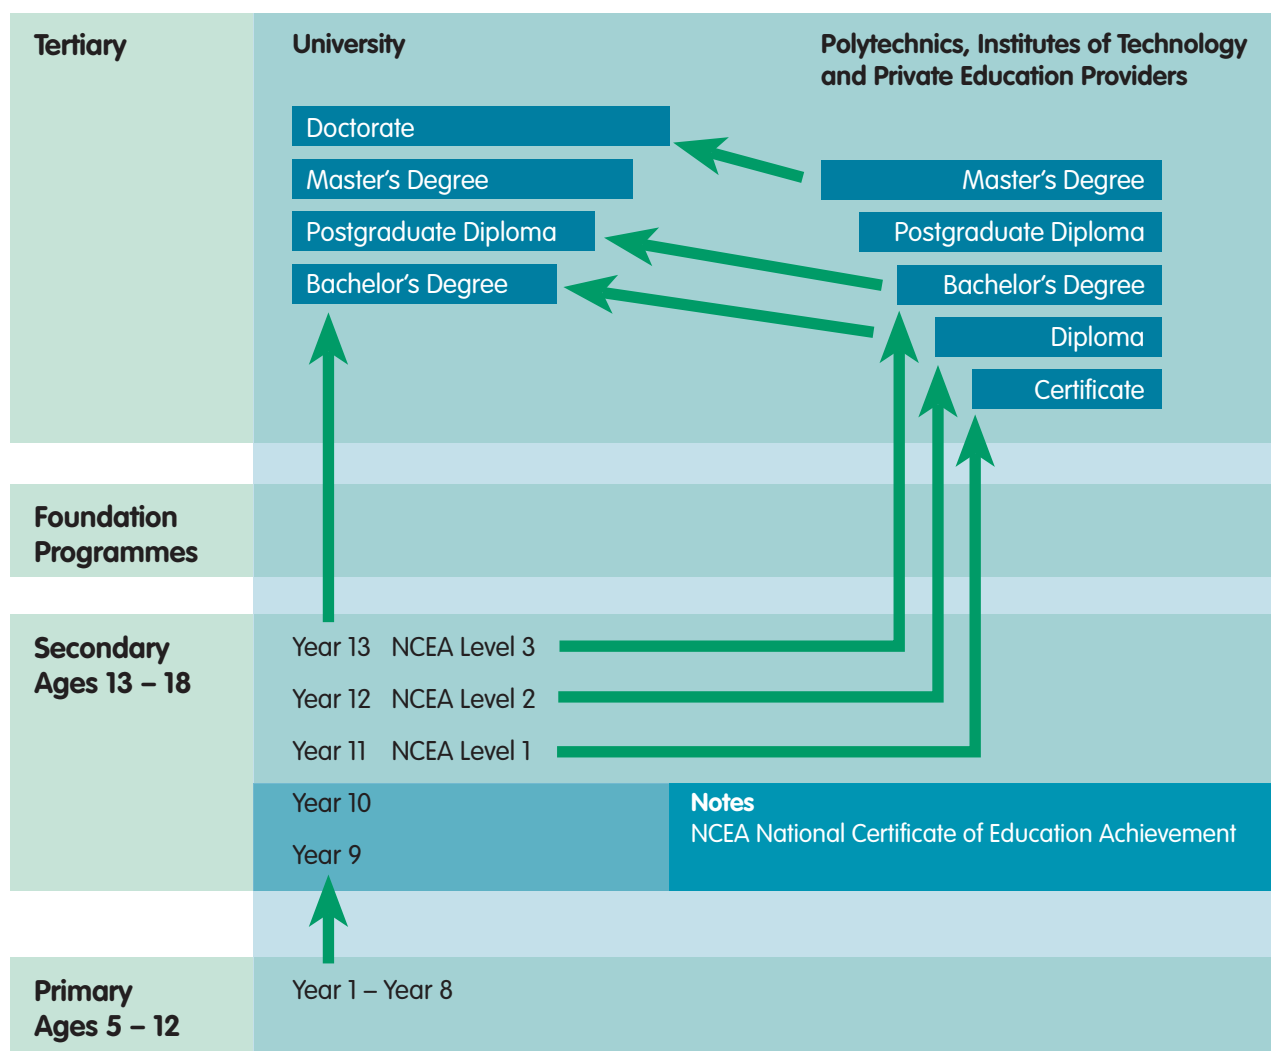 Tertiary
University
Polytechnics, Institutes of Technology
and Private Education Providers
Doctorate
Master's Degree
Postgraduate Diploma
Bachelor's Degree
Master's Degree
Postgraduate Diploma
Bachelor's Degree
Diploma
Certificate
Foundation
Programmes
Secondary
Ages 13 – 18
Year 13 NCEA Level 3
Year 12 NCEA Level 2
Year 11 NCEA Level 1
Year 10
Year 9
Notes
NCEA National Certificate of Education Achievement
Primary
Ages 5 – 12
Year 1 – Year 8